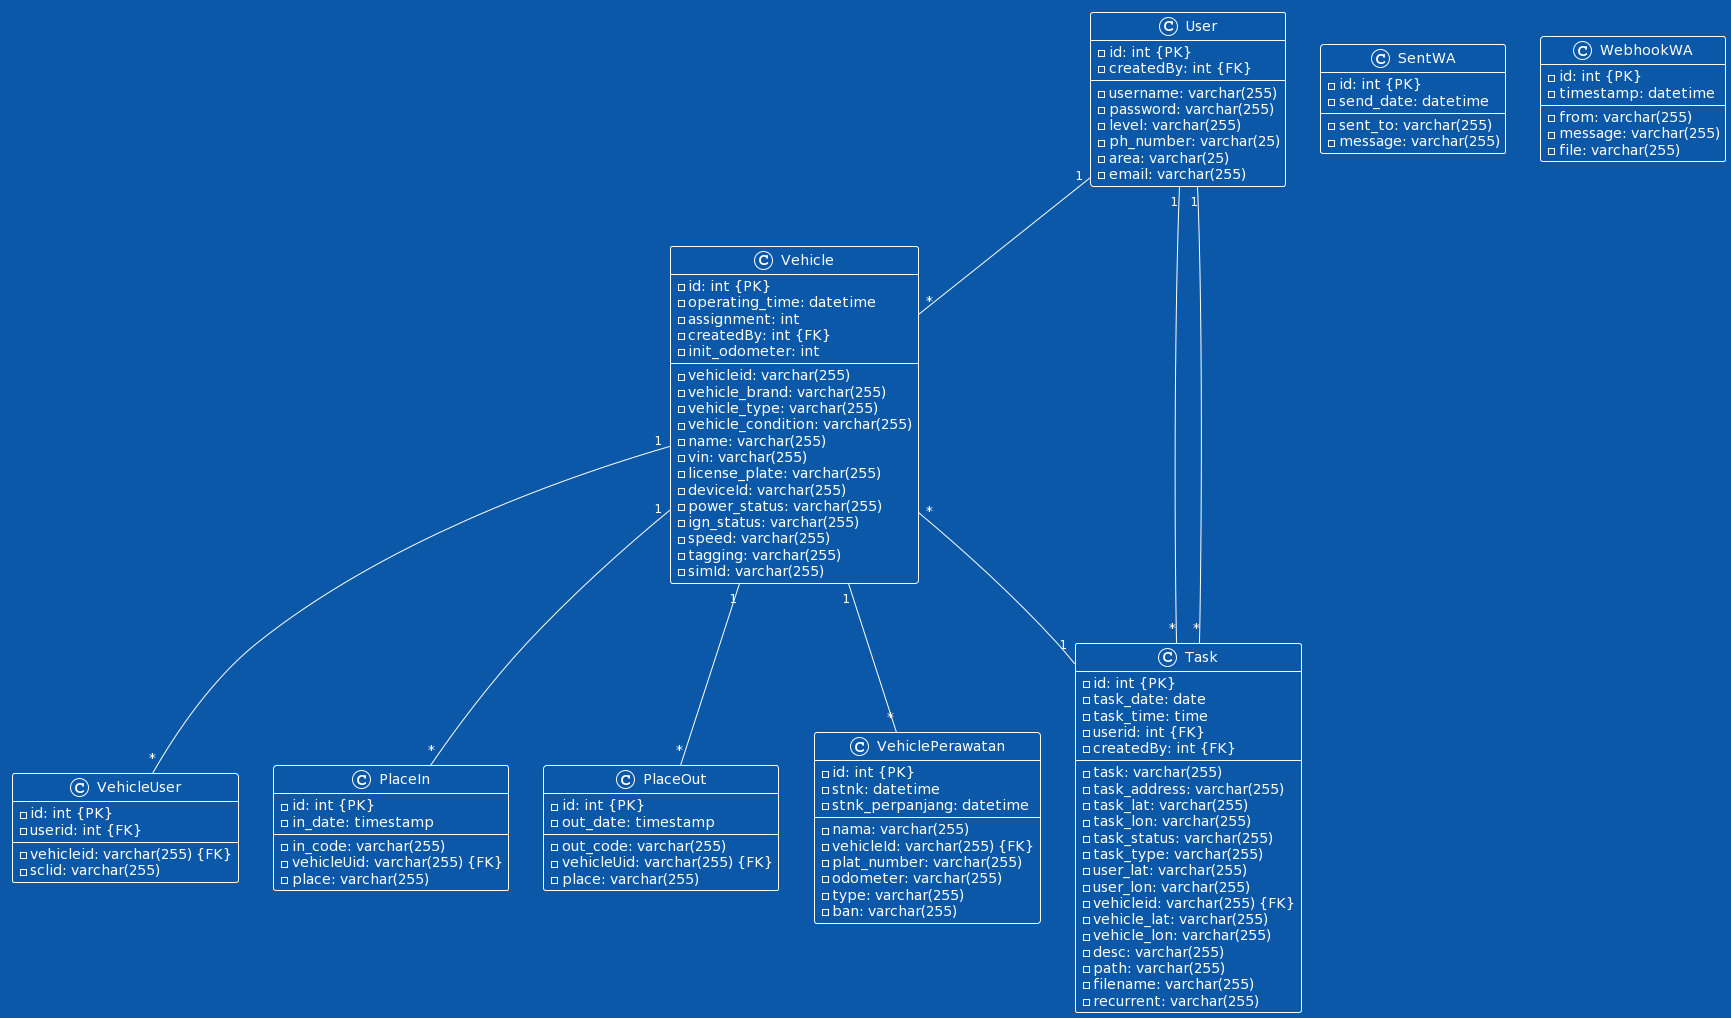 C User
id: int {PK}
createdBy: int {FK}
username: varchar(255)
password: varchar(255)
level: varchar(255)
ph_number: varchar(25)
area: varchar(25)
email: varchar(255)
C SentWA
id: int {PK}
send_date: datetime
sent_to: varchar(255)
message: varchar(255)
C WebhookWA
id: int {PK}
timestamp: datetime
from: varchar(255)
message: varchar(255)
file: varchar(255)
1
1 1
*
C Vehicle
id: int {PK}
operating_time: datetime
assignment: int
createdBy: int {FK}
init_odometer: int
vehicleid: varchar(255)
vehicle_brand: varchar(255)
vehicle_type: varchar(255)
vehicle_condition: varchar(255)
name: varchar(255)
vin: varchar(255)
license_plate: varchar(255)
deviceId: varchar(255)
power_status: varchar(255)
ign_status: varchar(255)
speed: varchar(255)
tagging: varchar(255)
simId: varchar(255)
1
1
*
1
1
* *
1
*
*
*
*
C VehicleUser
id: int {PK}
userid: int {FK}
vehicleid: varchar(255) {FK}
sclid: varchar(255)
C PlaceIn
id: int {PK}
in_date: timestamp
in_code: varchar(255)
vehicleUid: varchar(255) {FK}
place: varchar(255)
C PlaceOut
id: int {PK}
out_date: timestamp
out_code: varchar(255)
vehicleUid: varchar(255) {FK}
place: varchar(255)
C VehiclePerawatan
id: int {PK}
stnk: datetime
stnk_perpanjang: datetime
nama: varchar(255)
vehicleId: varchar(255) {FK}
plat_number: varchar(255)
odometer: varchar(255)
type: varchar(255)
ban: varchar(255)
C Task
id: int {PK}
task_date: date
task_time: time
userid: int {FK}
createdBy: int {FK}
task: varchar(255)
task_address: varchar(255)
task_lat: varchar(255)
task_lon: varchar(255)
task_status: varchar(255)
task_type: varchar(255)
user_lat: varchar(255)
user_lon: varchar(255)
vehicleid: varchar(255) {FK}
vehicle_lat: varchar(255)
vehicle_lon: varchar(255)
desc: varchar(255)
path: varchar(255)
filename: varchar(255)
recurrent: varchar(255)